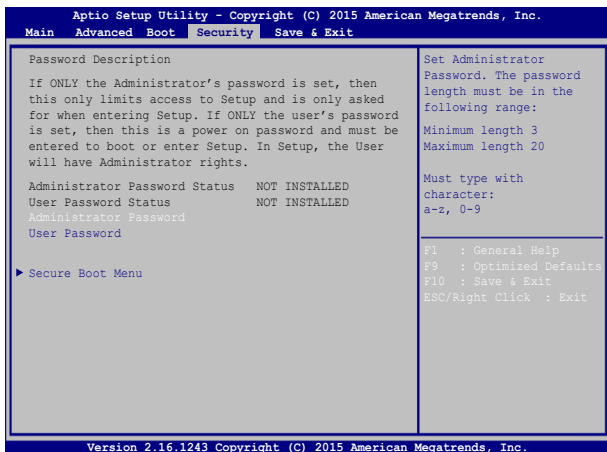 Aptio Setup Utility - Copyright (C) 2015 American Megatrends, Inc.
Main Advanced Boot Security Save & Exit
Password Description
If ONLY the Administrator's password is set, then
this only limits access to Setup and is only asked
for when entering Setup. If ONLY the user's password
is set, then this is a power on password and must be
entered to boot or enter Setup. In Setup, the User
will have Administrator rights.
Administrator Password Status NOT INSTALLED
User Password Status NOT INSTALLED
Administrator Password
User Password
Secure Boot Menu
Set Administrator
Password. The password
length must be in the
following range:
Minimum length 3
Maximum length 20
Must type with
character:
a-z, 0-9
F1 : General Help
F9 : Optimized Defaults
F10 : Save & Exit
ESC/Right Click : Exit
Version 2.16.1243 Copyright (C) 2015 American Megatrends, Inc.